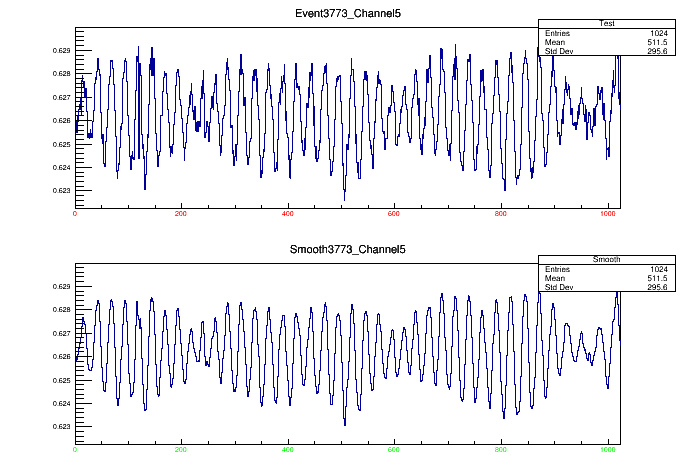 Event3773_Channel5
Test
Entries 1024
Mean 511.5
Std Dev 295.6
0.629
0.628
0.627
0.626
0.625
0.624
0.623
0 200 400 600 800 1000
Smooth3773_Channel5
Smooth
Entries 1024
Mean 511.5
Std Dev 295.6
0.629
0.628
0.627
0.626
0.625
0.624
0.623
0 200 400 600 800 1000